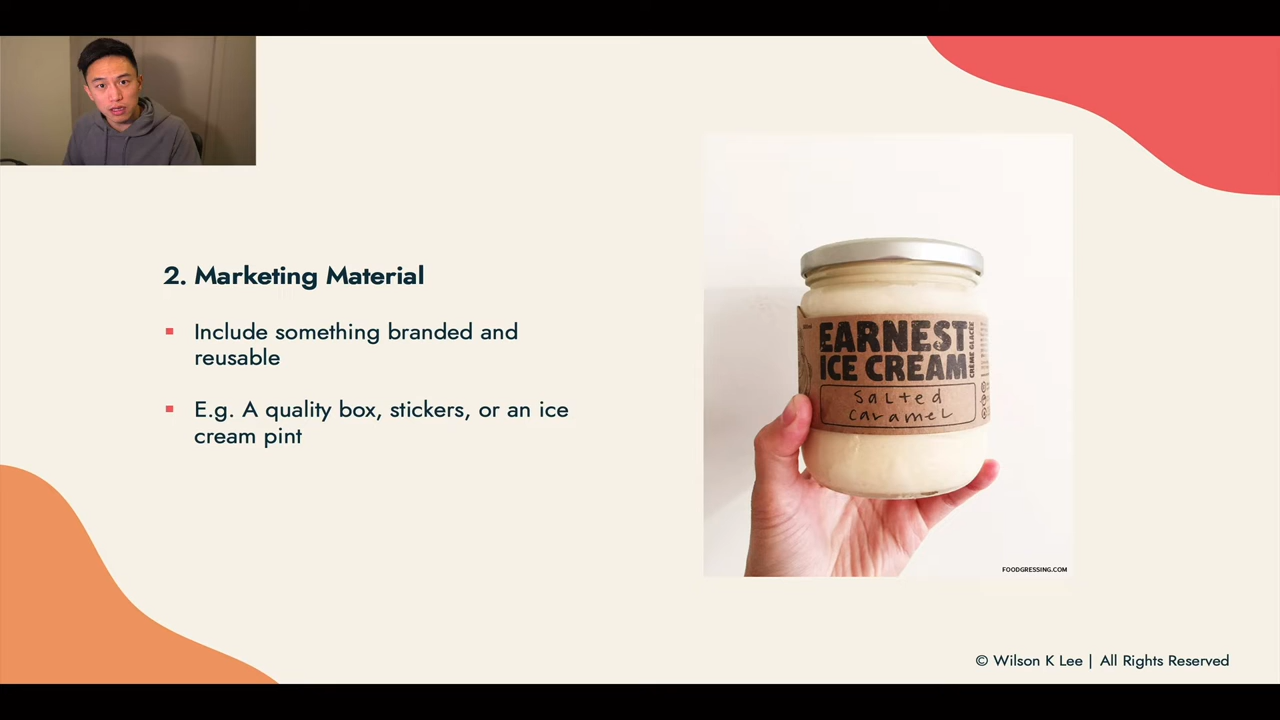 2. Marketing Material
Include something branded and
reusable
E.g. A quality box, stickers, or an ice
cream pint
EARNEST
ICE CREAM
CRÈME GLACÉE
Salted
caramel
FOODGRESSING.COM
© Wilson K Lee | All Rights Reserved